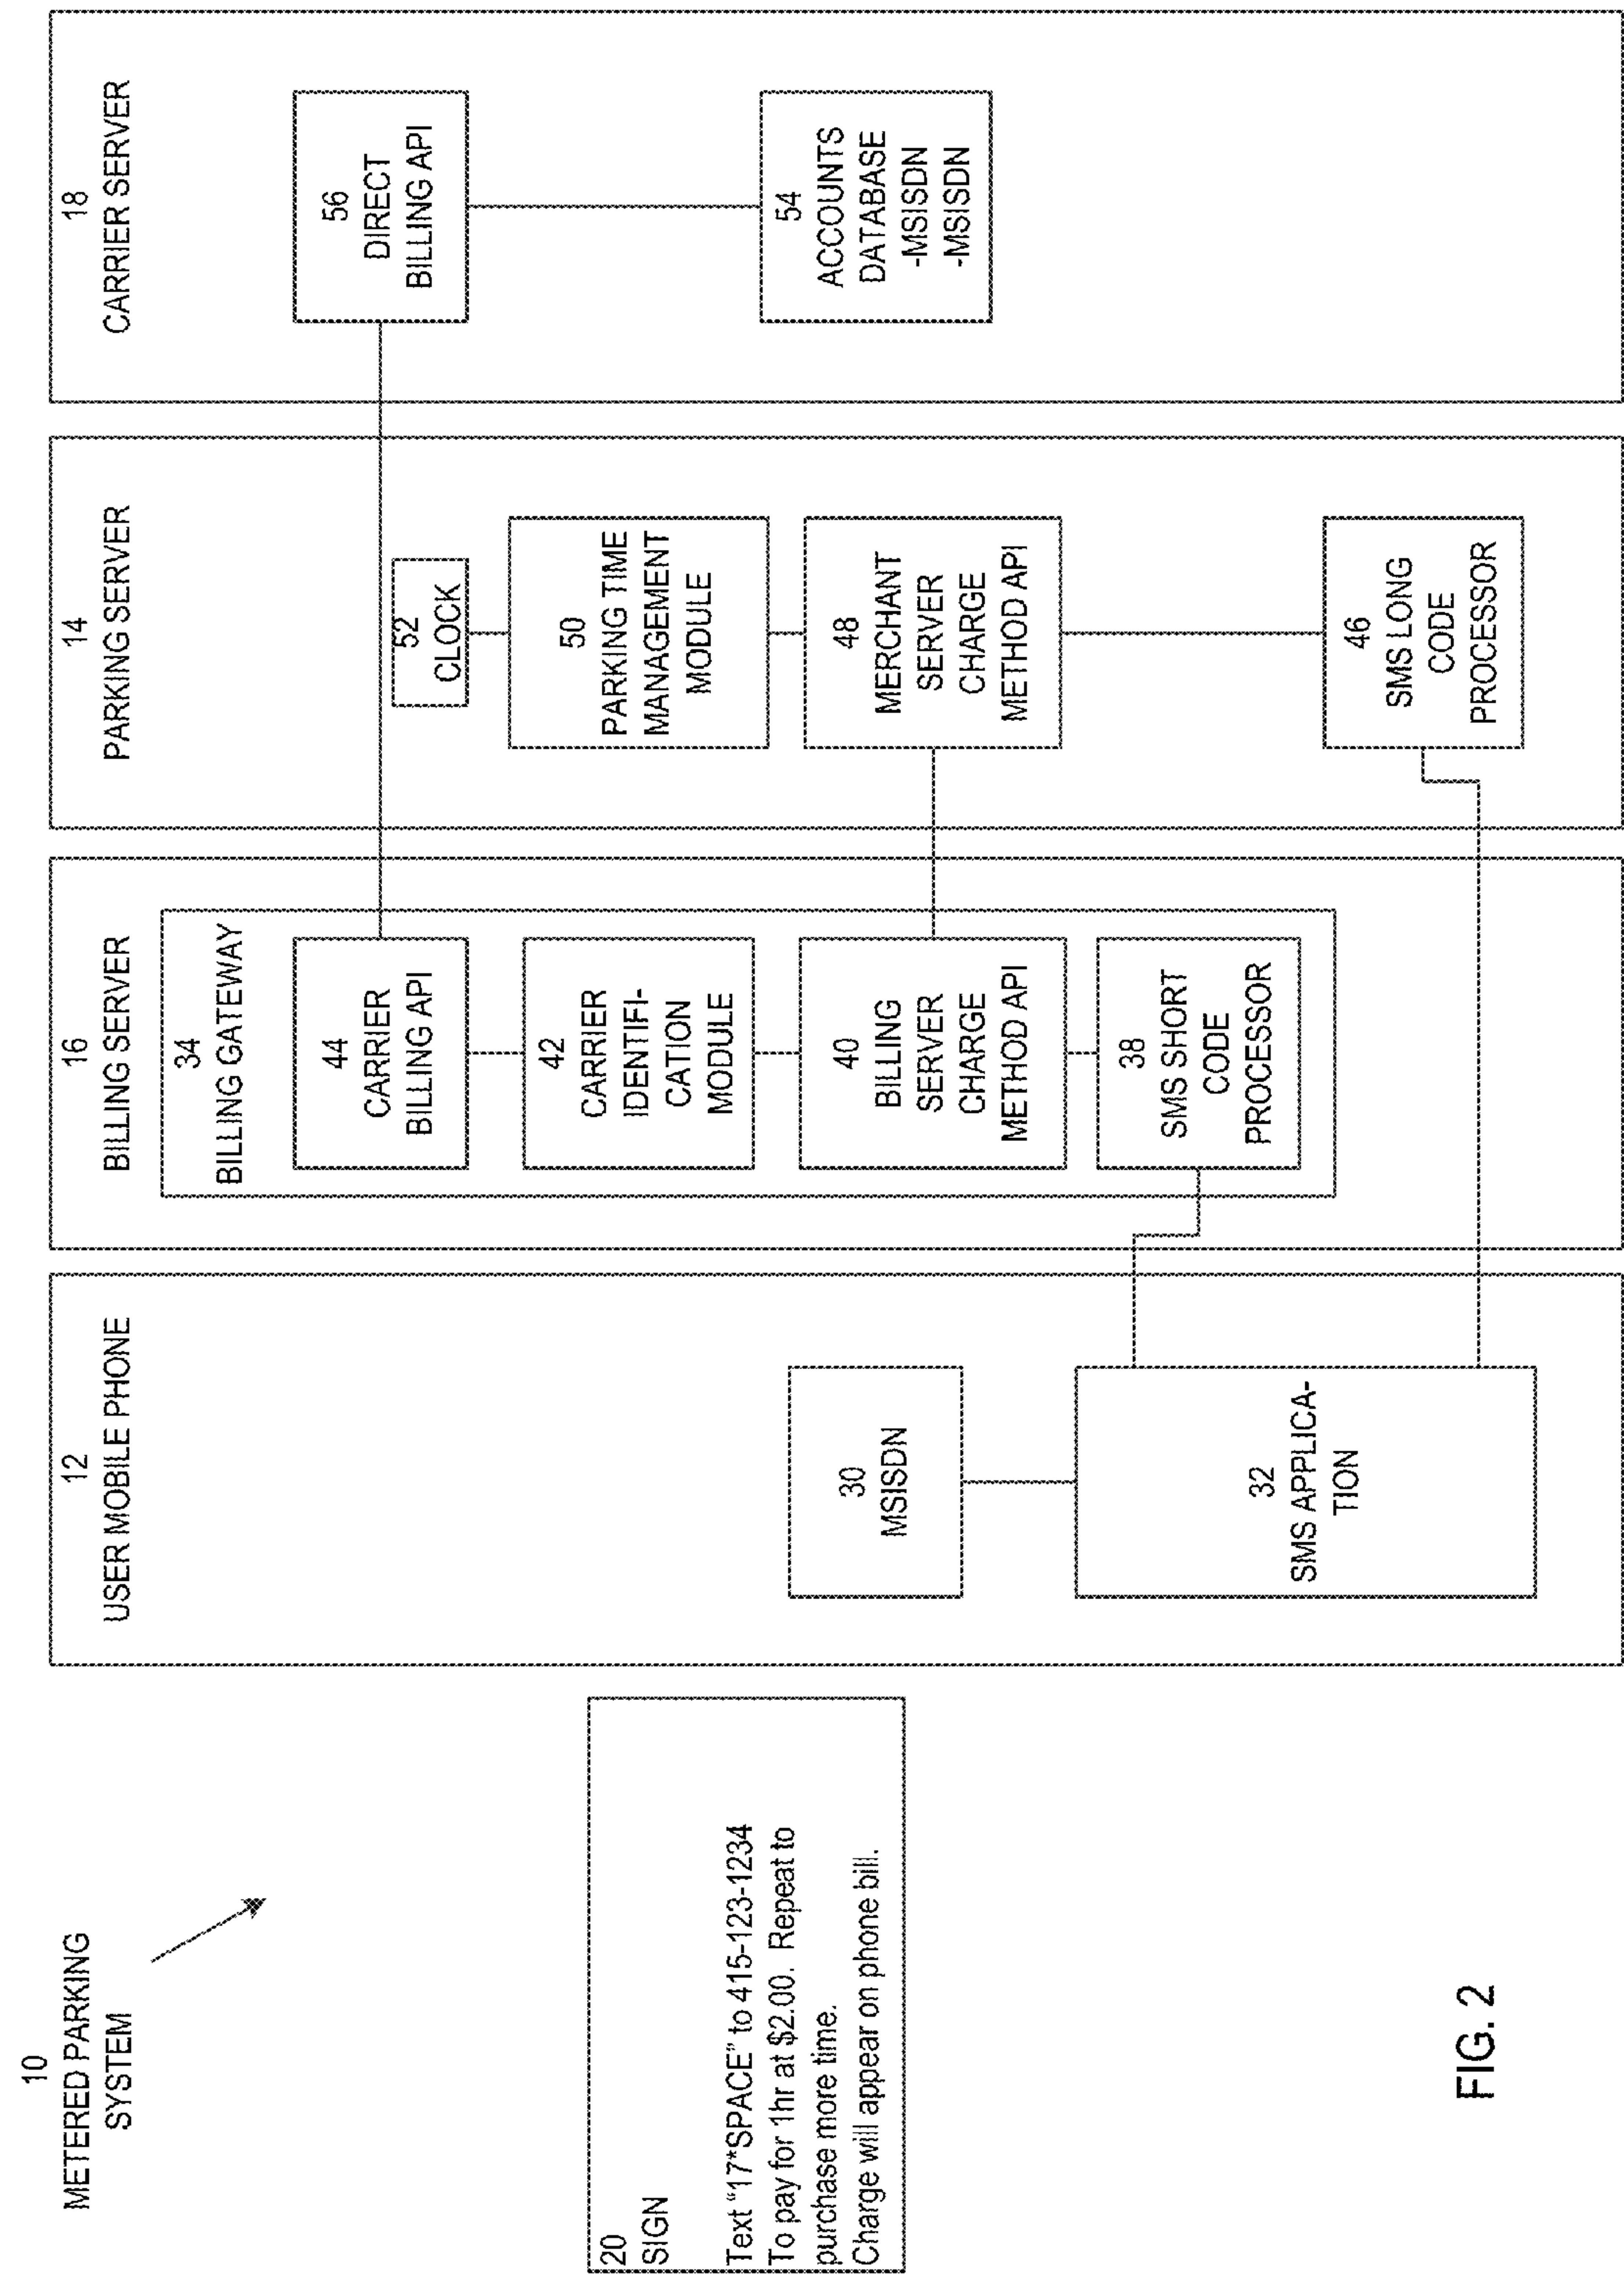 10
METERED PARKING
SYSTEM
20
SIGN
Text “17*SPACE” to 415-123-1234
To pay for 1hr at $2.00. Repeat to
purchase more time.
Charge will appear on phone bill.
12
USER MOBILE PHONE
30
MSISDN
32
SMS APPLICA-
TION
16
BILLING SERVER
34
BILLING GATEWAY
44
CARRIER
BILLING API
42
CARRIER
IDENTIFI-
CATION
MODULE
40
BILLING
SERVER
CHARGE
METHOD API
38
SMS SHORT
CODE
PROCESSOR
14
PARKING SERVER
52
CLOCK
50
PARKING TIME
MANAGEMENT
MODULE
48
MERCHANT
SERVER
CHARGE
METHOD API
46
SMS LONG
CODE
PROCESSOR
18
CARRIER SERVER
56
DIRECT
BILLING API
54
ACCOUNTS
DATABASE
-MSISDN
-MSISDN
FIG. 2